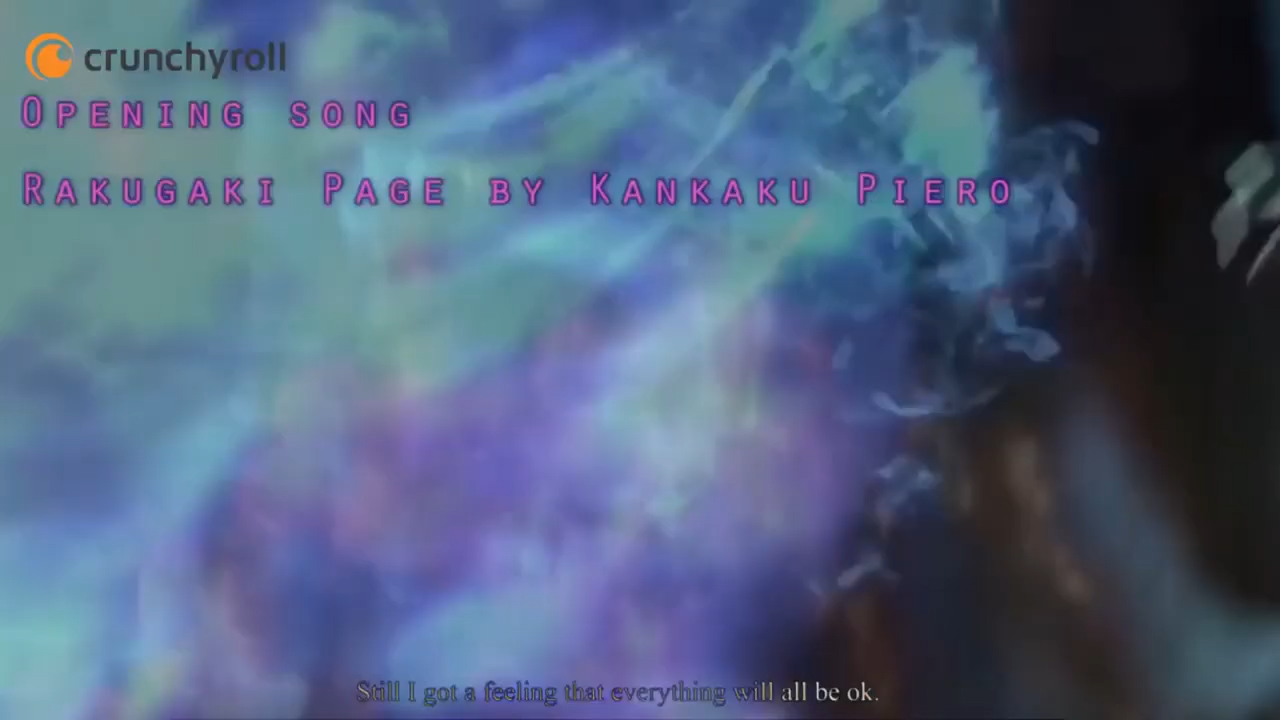 crunchyroll
Opening song
Rakugaki Page by Kankaku Piero
Still I got a feeling that everything will all be ok.